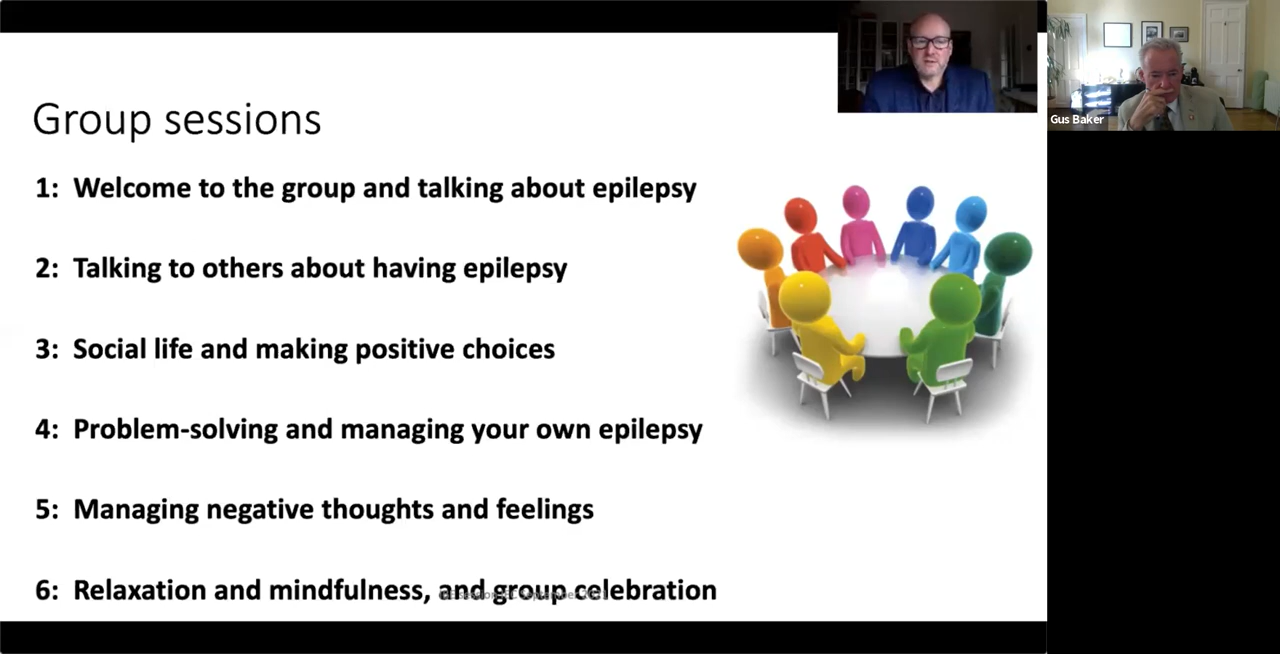 Group sessions
1: Welcome to the group and talking about epilepsy
2: Talking to others about having epilepsy
3: Social life and making positive choices
4: Problem-solving and managing your own epilepsy
5: Managing negative thoughts and feelings
6: Relaxation and mindfulness, and group celebration
Gus Baker